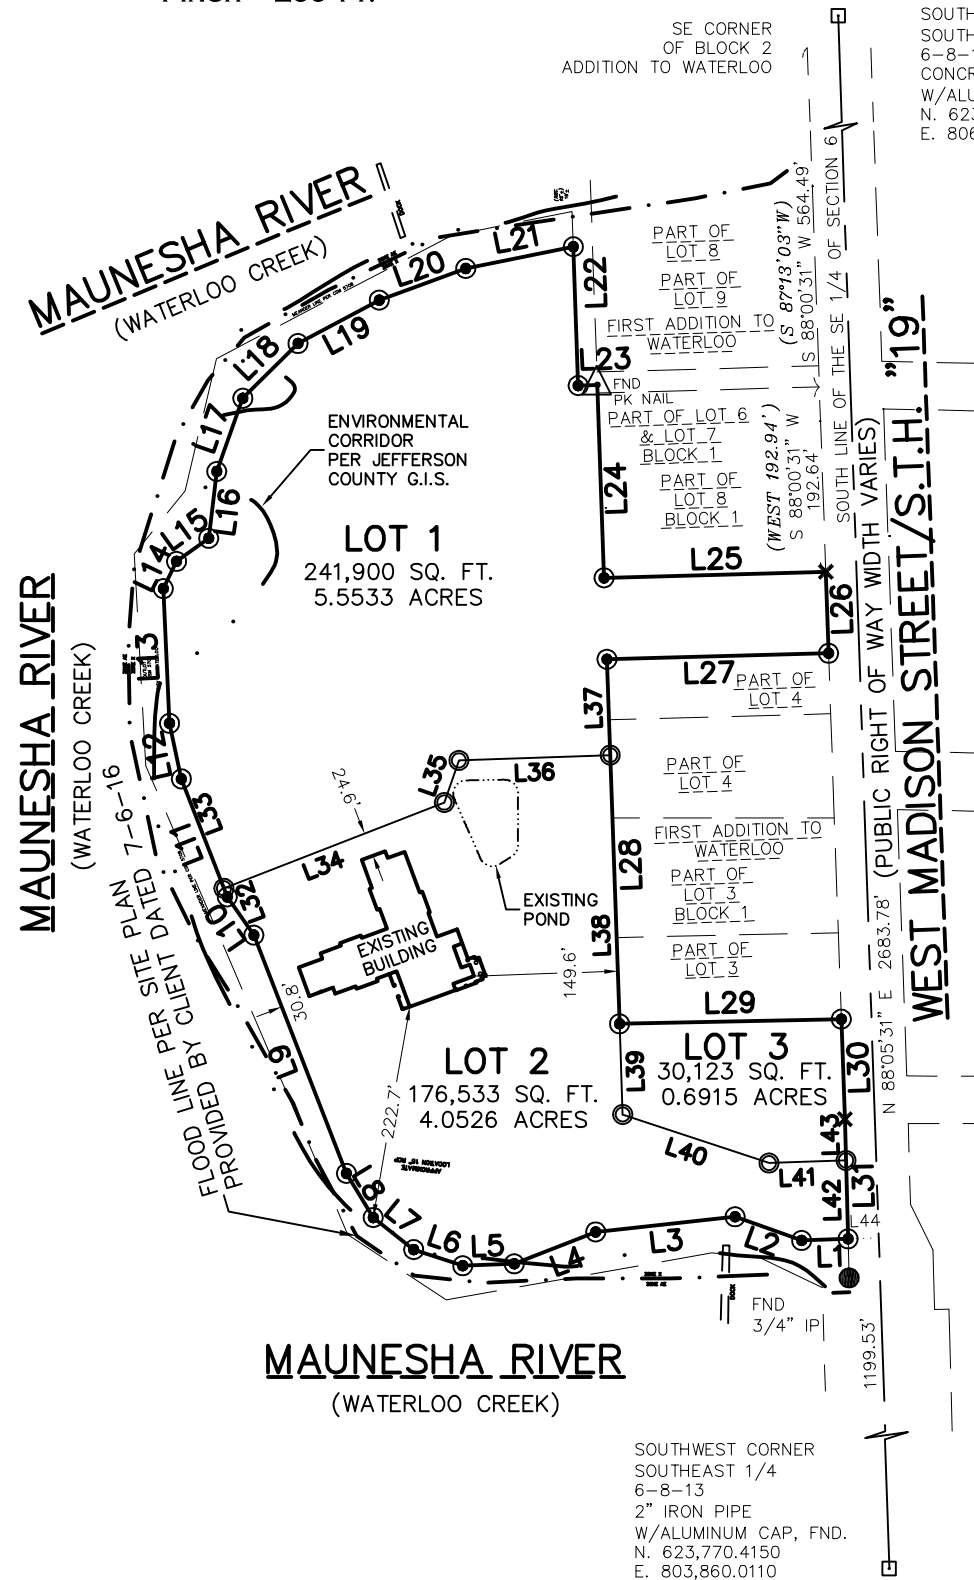 SE CORNER
OF BLOCK 2
ADDITION TO WATERLOO
SOUTH
SOUTH
W/ALU
MAUNESHA RIVER
(WATERLOO CREEK)
L18
L19
L20
L21
L22
L23
PART OF
LOT 8
PART OF
LOT 9
FIRST ADDITION TO
WATERLOO
FND
PK NAIL
PART OF LOT 6
& LOT 7
BLOCK 1
PART OF
LOT 8
BLOCK 1
(S 87°13'03"W)
S 88°00'31" W 564.49'
(WEST 192.94')
S 88°00'31" W
192.64'
SOUTH LINE OF THE SE 1/4 OF SECTION 6
L17
L16
L15
L14
L13
L12
ENVIRONMENTAL
CORRIDOR
PER JEFFERSON
COUNTY G.I.S.
LOT 1
241,900 SQ. FT.
5.5533 ACRES
L24
L25
L26
L27
PART OF
LOT 4
L37
MAUNESHA RIVER
(WATERLOO CREEK)
L33
L11
L10
L32
24.6'
L34
L35
L36
PART OF
LOT 4
L28
FIRST ADDITION TO
WATERLOO
PART OF
LOT 3
BLOCK 1
PART OF
LOT 3
L38
EXISTING
POND
EXISTING
BUILDING
149.6'
30.8'
222.7'
L9
FLOOD LINE PER SITE PLAN
PROVIDED BY CLIENT DATED 7-6-16
L29
L30
LOT 2
176,533 SQ. FT.
4.0526 ACRES
LOT 3
30,123 SQ. FT.
0.6915 ACRES
L39
L40
L41
L43
L31
L42
L44
APPROXIMATE
LOCATION 18" RCP
L8
L7
L6
L5
L4
L3
L2
L1
DOCK
FND
3/4" IP
WEST MADISON STREET/S.T.H. "19"
(PUBLIC RIGHT OF WAY WIDTH VARIES)
N 88°05'31" E 2683.78'
1199.53'
MAUNESHA RIVER
(WATERLOO CREEK)
SOUTHWEST CORNER
SOUTHEAST 1/4
6-8-13
2" IRON PIPE
W/ALUMINUM CAP, FND.
N. 623,770.4150
E. 803,860.0110